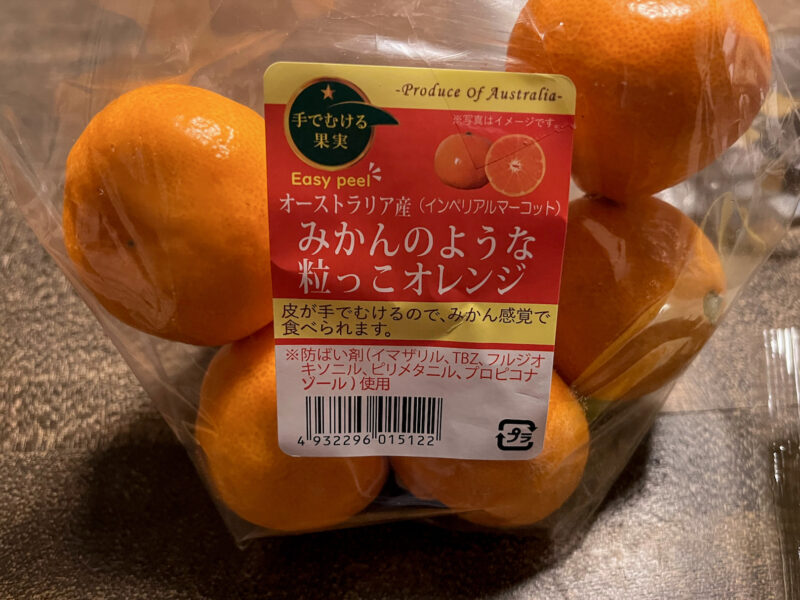 -Produce Of Australia-
手でむける
果実
※写真はイメージです。
Easy peel
オーストラリア産（インペリアルマーコット）
みかんのような
粒っこオレンジ
皮が手でむけるので、みかん感覚で
食べられます。
※防ばい剤（イマザリル、TBZ、フルジオ
キソニル、ピリメタニル、プロピコナ
ゾール）使用
4 932296 015122
プラ